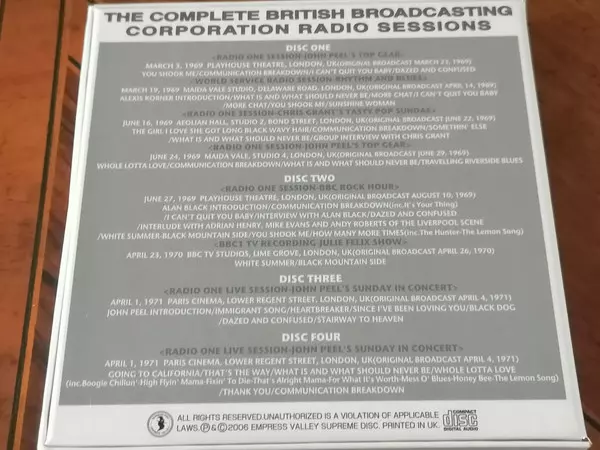 THE COMPLETE BRITISH BROADCASTING
CORPORATION RADIO SESSIONS
DISC ONE
<RADIO ONE SESSION-JOHN PEEL'S TOP GEAR>
MARCH 3, 1969 PLAYHOUSE THEATRE, LONDON, UK(ORIGINAL BROADCAST MARCH 23, 1969)
YOU SHOOK ME/COMMUNICATION BREAKDOWN/I CAN'T QUIT YOU BABY/DAZED AND CONFUSED
<WORLD SERVICE RADIO SESSION-RHYTHM AND BLUES>
MARCH 19, 1969 MAIDA VALE STUDIO, DELAWARE ROAD, LONDON, UK(ORIGINAL BROADCAST APRIL 14, 1969)
ALEXIS KORNER INTRODUCTION/WHAT IS AND WHAT SHOULD NEVER BE/MORE CHAT/I CAN'T QUIT YOU BABY
/MORE CHAT/YOU SHOOK ME/SUNSHINE WOMAN
<RADIO ONE SESSION-CHRIS GRANT'S TASTY POP SUNDAE>
JUNE 16, 1969 AEOLIAN HALL, STUDIO 2, BOND STREET, LONDON, UK(ORIGINAL BROADCAST JUNE 22, 1969)
THE GIRL I LOVE SHE GOT LONG BLACK WAVY HAIR/COMMUNICATION BREAKDOWN/SOMETHIN' ELSE
/WHAT IS AND WHAT SHOULD NEVER BE/GROUP INTERVIEW WITH CHRIS GRANT
<RADIO ONE SESSION-JOHN PEEL'S TOP GEAR>
JUNE 24, 1969 MAIDA VALE, STUDIO 4, LONDON, UK(ORIGINAL BROADCAST JUNE 29, 1969)
WHOLE LOTTA LOVE/COMMUNICATION BREAKDOWN/WHAT IS AND WHAT SHOULD NEVER BE/TRAVELLING RIVERSIDE BLUES
DISC TWO
<RADIO ONE SESSION-BBC ROCK HOUR>
JUNE 27, 1969 PLAYHOUSE THEATRE, LONDON, UK(ORIGINAL BROADCAST AUGUST 10, 1969)
ALAN BLACK INTRODUCTION/COMMUNICATION BREAKDOWN(inc.It's Your Thing)
/I CAN'T QUIT YOU BABY/INTERVIEW WITH ALAN BLACK/DAZED AND CONFUSED
/INTERLUDE WITH ADRIEN HENRY, MIKE EVANS AND ANDY ROBERTS OF THE LIVERPOOL SCENE
/WHITE SUMMER-BLACK MOUNTAIN SIDE/YOU SHOOK ME/HOW MANY MORE TIMES(inc.The Hunter-The Lemon Song)
<BBC1 TV RECORDING JULIE FELIX SHOW>
APRIL 23, 1970 BBC TV STUDIOS, LIME GROVE, LONDON, UK(ORIGINAL BROADCAST APRIL 26, 1970)
WHITE SUMMER/BLACK MOUNTAIN SIDE
DISC THREE
<RADIO ONE LIVE SESSION-JOHN PEEL'S SUNDAY IN CONCERT>
APRIL 1, 1971 PARIS CINEMA, LOWER REGENT STREET, LONDON, UK(ORIGINAL BROADCAST APRIL 4, 1971)
JOHN PEEL INTRODUCTION/IMMIGRANT SONG/HEARTBREAKER/SINCE I'VE BEEN LOVING YOU/BLACK DOG
/DAZED AND CONFUSED/STAIRWAY TO HEAVEN
DISC FOUR
<RADIO ONE LIVE SESSION-JOHN PEEL'S SUNDAY IN CONCERT>
APRIL 1, 1971 PARIS CINEMA, LOWER REGENT STREET, LONDON, UK(ORIGINAL BROADCAST APRIL 4, 1971)
GOING TO CALIFORNIA/THAT'S THE WAY/WHAT IS AND WHAT SHOULD NEVER BE/WHOLE LOTTA LOVE
(inc.Boogie Chillun'-High Flyin' Mama-Fixin' To Die-That's Alright Mama-For What It's Worth-Mess O' Blues-Honey Bee-The Lemon Song)
/THANK YOU/COMMUNICATION BREAKDOWN
ALL RIGHTS RESERVED.UNAUTHORIZED IS A VIOLATION OF APPLICABLE
LAWS.℗&©2006 EMPRESS VALLEY SUPREME DISC. PRINTED IN UK.
COMPACT
disc
DIGITAL AUDIO